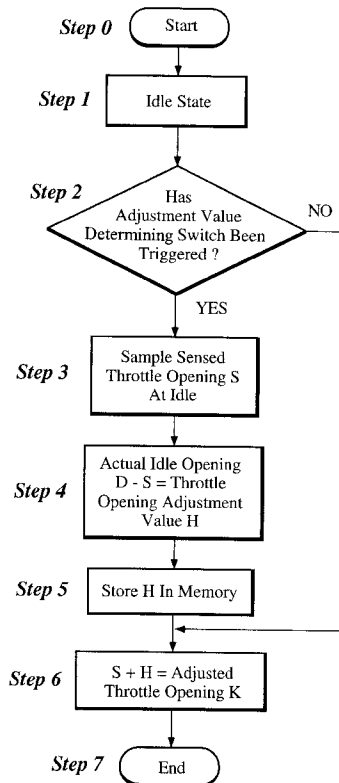 Step 0
Start
Step 1
Idle State
Step 2
Has
Adjustment Value
Determining Switch Been
Triggered ?
NO
YES
Step 3
Sample Sensed
Throttle Opening S
At Idle
Step 4
Actual Idle Opening
D - S = Throttle
Opening Adjustment
Value H
Step 5
Store H In Memory
Step 6
S + H = Adjusted
Throttle Opening K
Step 7
End